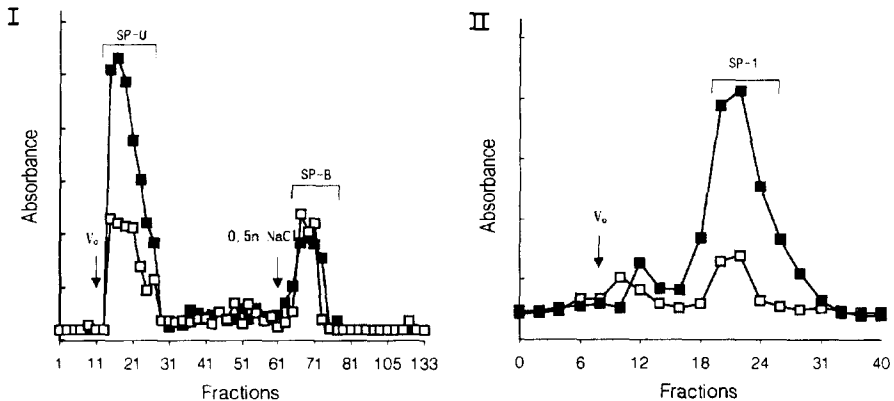 I
Absorbance
SP-U
SP-B
V₀
0,5n NaCl
1 11 21 31 41 51 61 71 81 105 133
Fractions
II
Absorbance
SP-1
V₀
0 6 12 18 24 31 40
Fractions